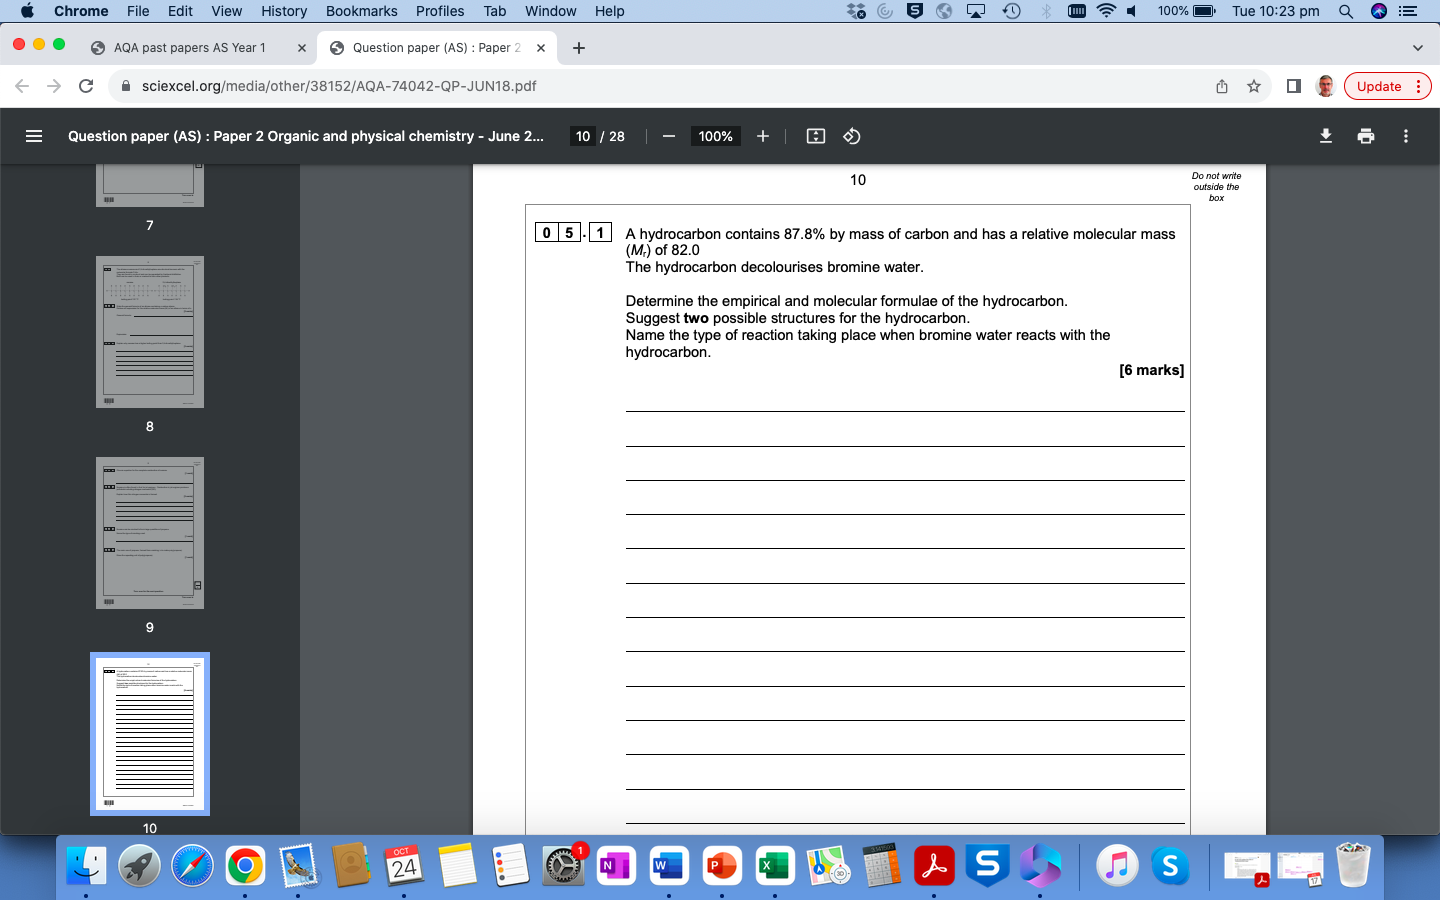 Chrome File Edit View History Bookmarks Profiles Tab Window Help 100% Tue 10:23 pm
AQA past papers AS Year 1
Question paper (AS) : Paper 2
sciexcel.org/media/other/38152/AQA-74042-QP-JUN18.pdf
Update
Question paper (AS) : Paper 2 Organic and physical chemistry - June 2...
10 / 28
100%
7
8
9
10
10
Do not write
outside the
box
0 5 . 1 A hydrocarbon contains 87.8% by mass of carbon and has a relative molecular mass
(Mr) of 82.0
The hydrocarbon decolourises bromine water.
Determine the empirical and molecular formulae of the hydrocarbon.
Suggest two possible structures for the hydrocarbon.
Name the type of reaction taking place when bromine water reacts with the
hydrocarbon.
[6 marks]
OCT
24
1
N
W
P
X
3D
S
S
17